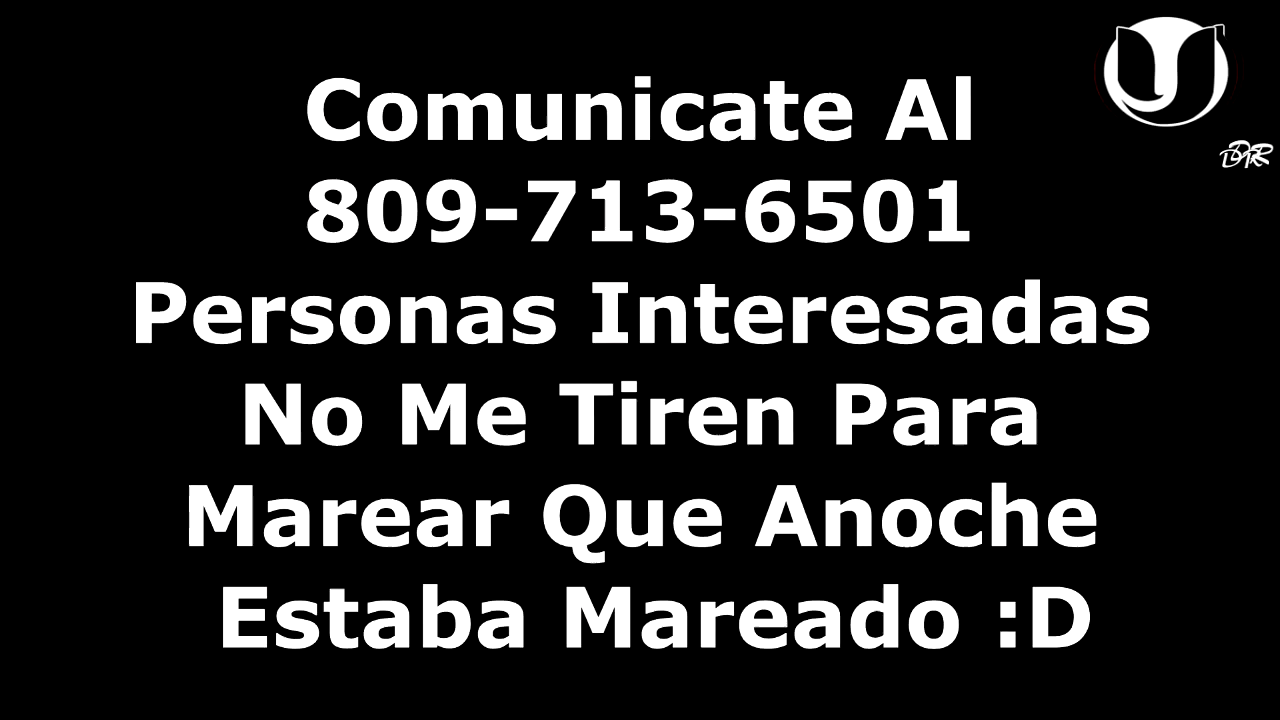 Comunicate Al
809-713-6501
Personas Interesadas
No Me Tiren Para
Marear Que Anoche
Estaba Mareado :D